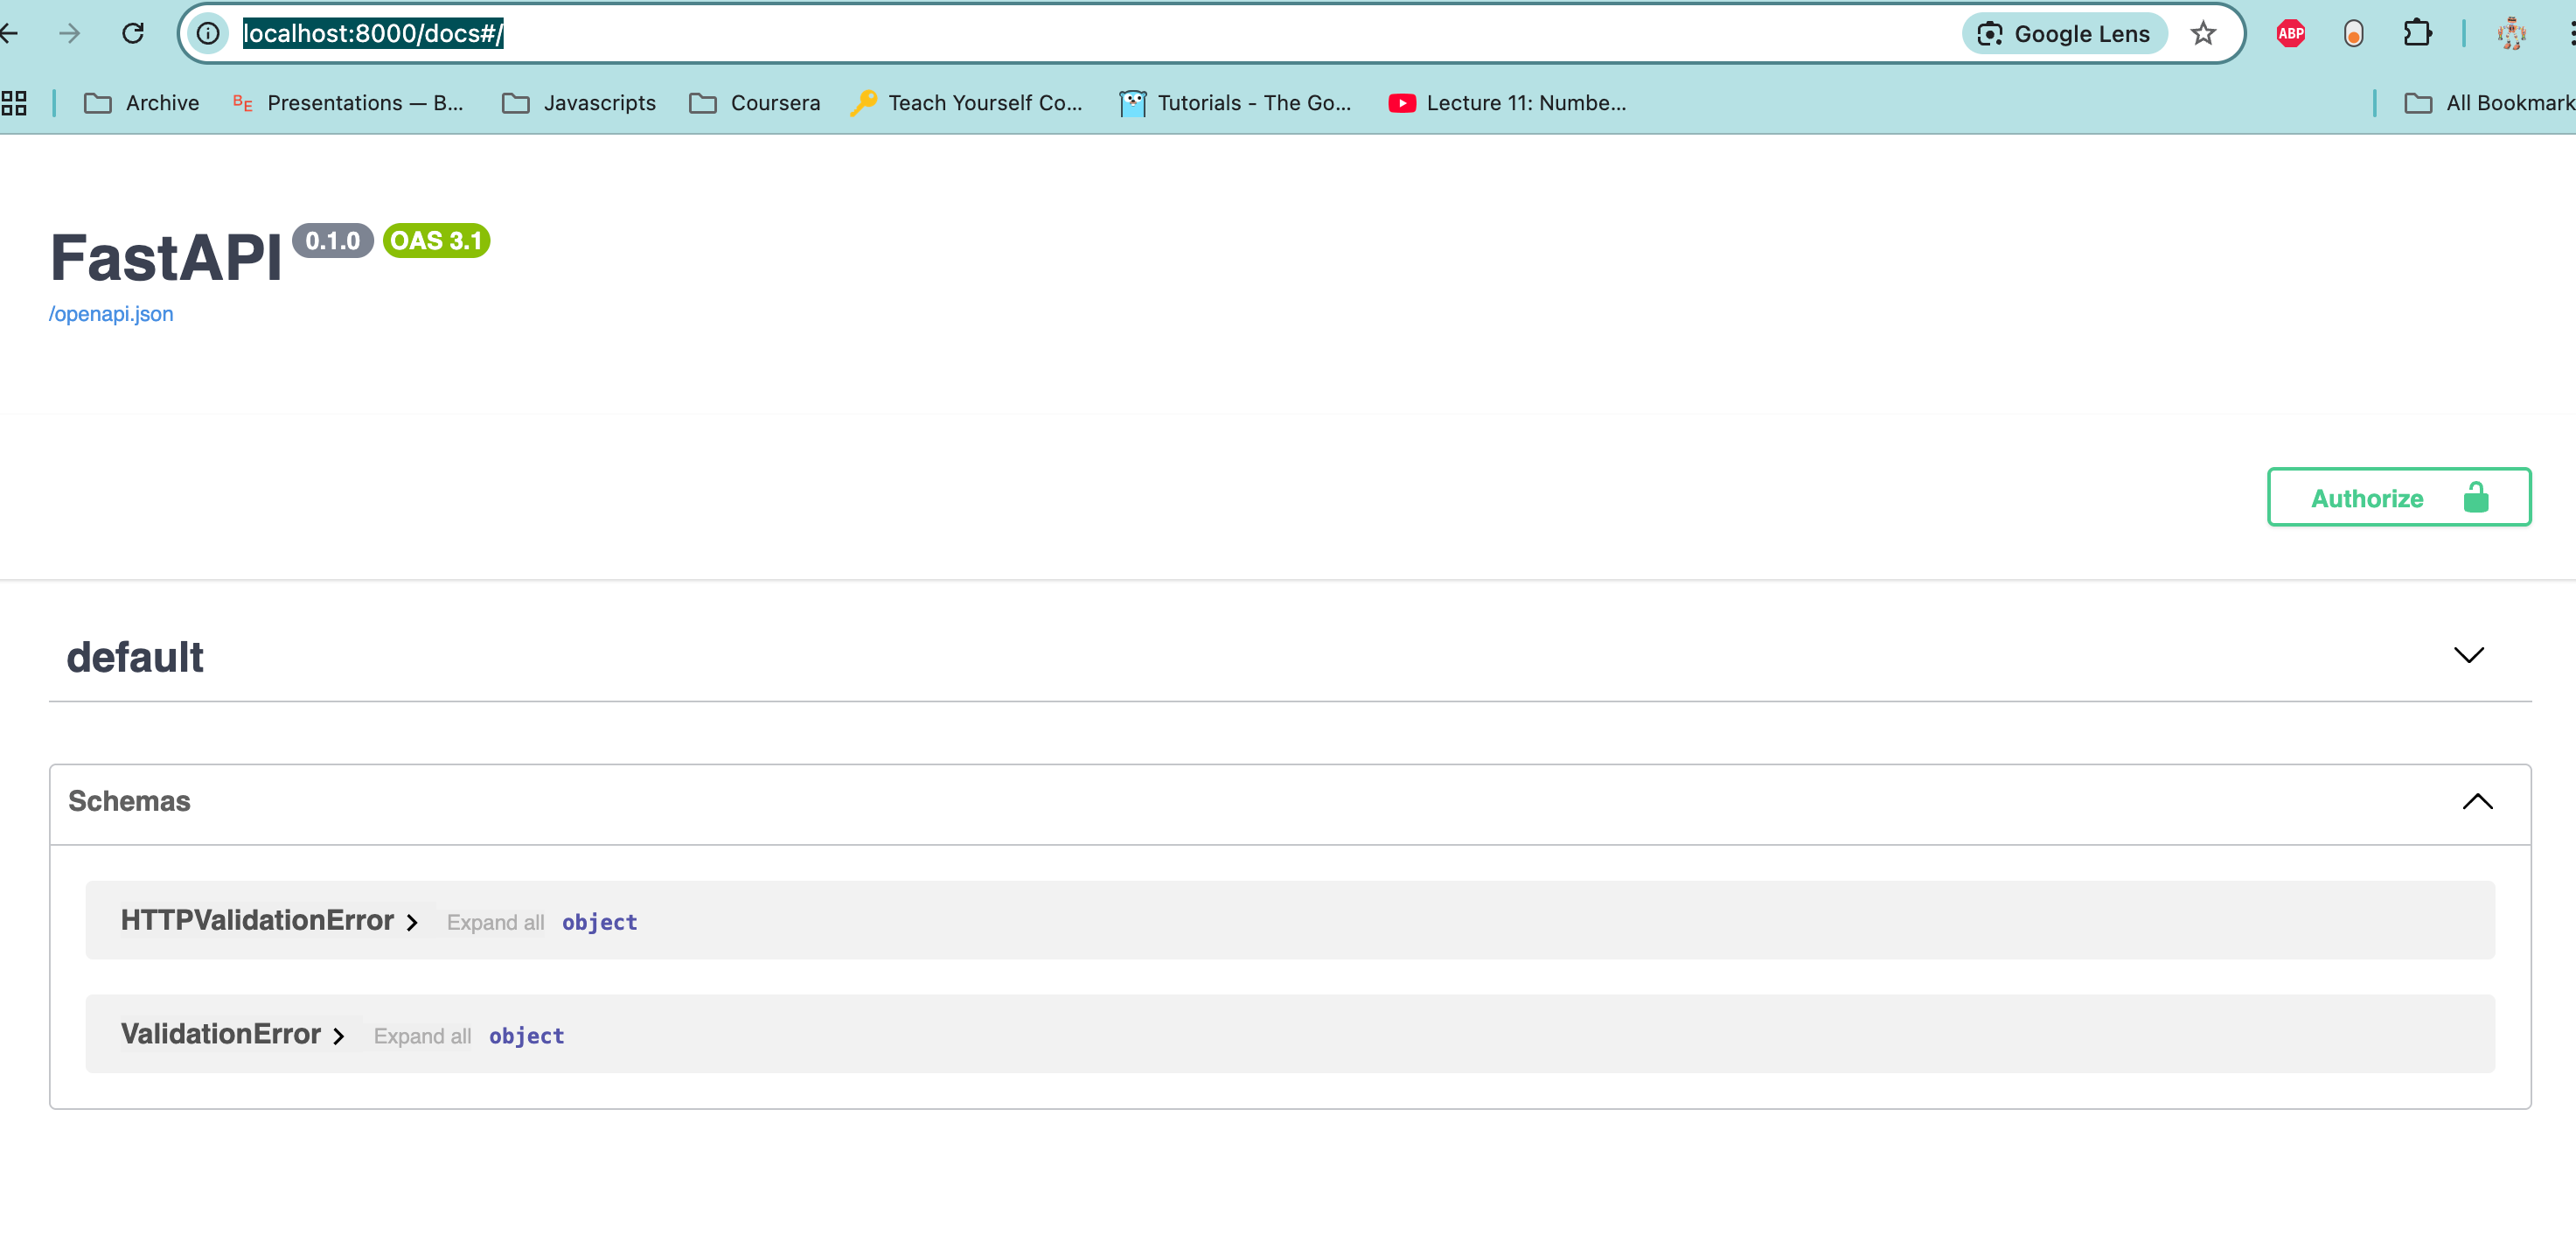 localhost:8000/docs#/
Google Lens
ABP
Archive
BE Presentations — B...
Javascripts
Coursera
Teach Yourself Co...
Tutorials - The Go...
Lecture 11: Numbe...
All Bookmark
FastAPI 0.1.0 OAS 3.1
/openapi.json
Authorize
default
Schemas
HTTPValidationError Expand all object
ValidationError Expand all object